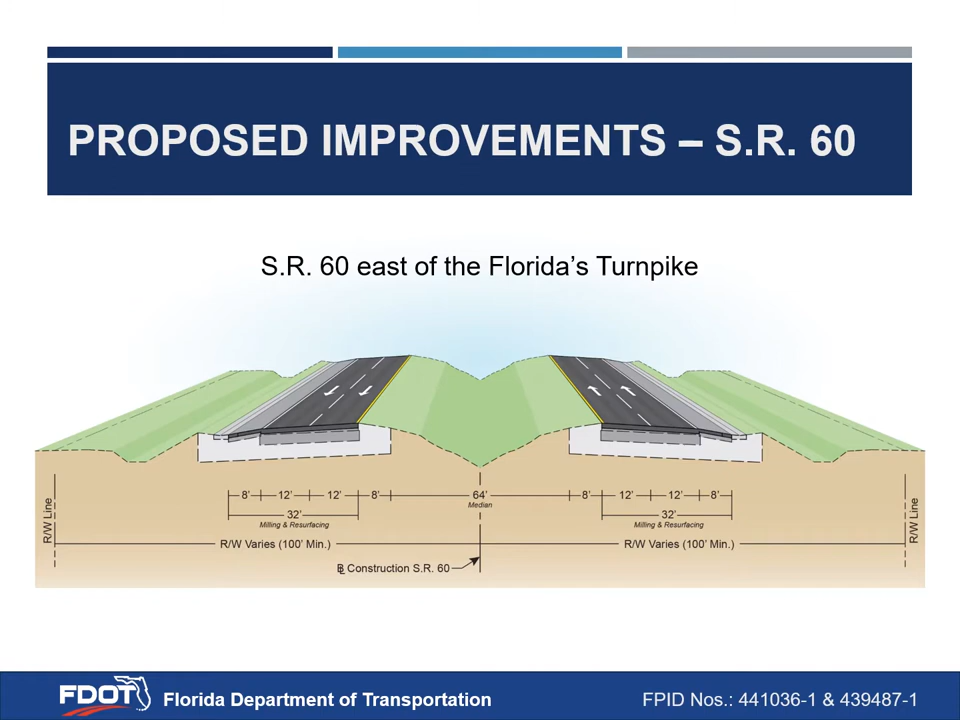 PROPOSED IMPROVEMENTS – S.R. 60
S.R. 60 east of the Florida’s Turnpike
8’ 12’ 12’ 8’ 64’ 8’ 12’ 12’ 8’
Median
32’ 32’
Milling & Resurfacing Milling & Resurfacing
R/W Line R/W Line
R/W Varies (100’ Min.) R/W Varies (100’ Min.)
BL Construction S.R. 60
FDOT Florida Department of Transportation FPID Nos.: 441036-1 & 439487-1